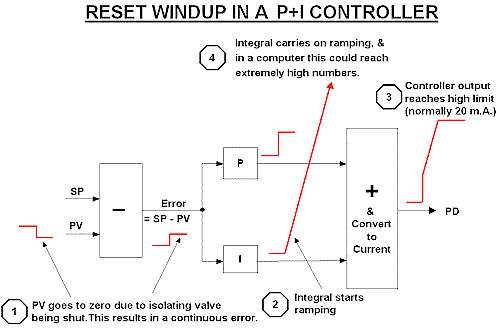 RESET WINDUP IN A P+I CONTROLLER
4
Integral carries on ramping, &
in a computer this could reach
extremely high numbers.
3
Controller output
reaches high limit
(normally 20 m.A.)
P
SP
PV
−
Error
= SP - PV
+
&
Convert
to
Current
PD
I
1
PV goes to zero due to isolating valve
being shut.This results in a continuous error.
2
Integral starts
ramping